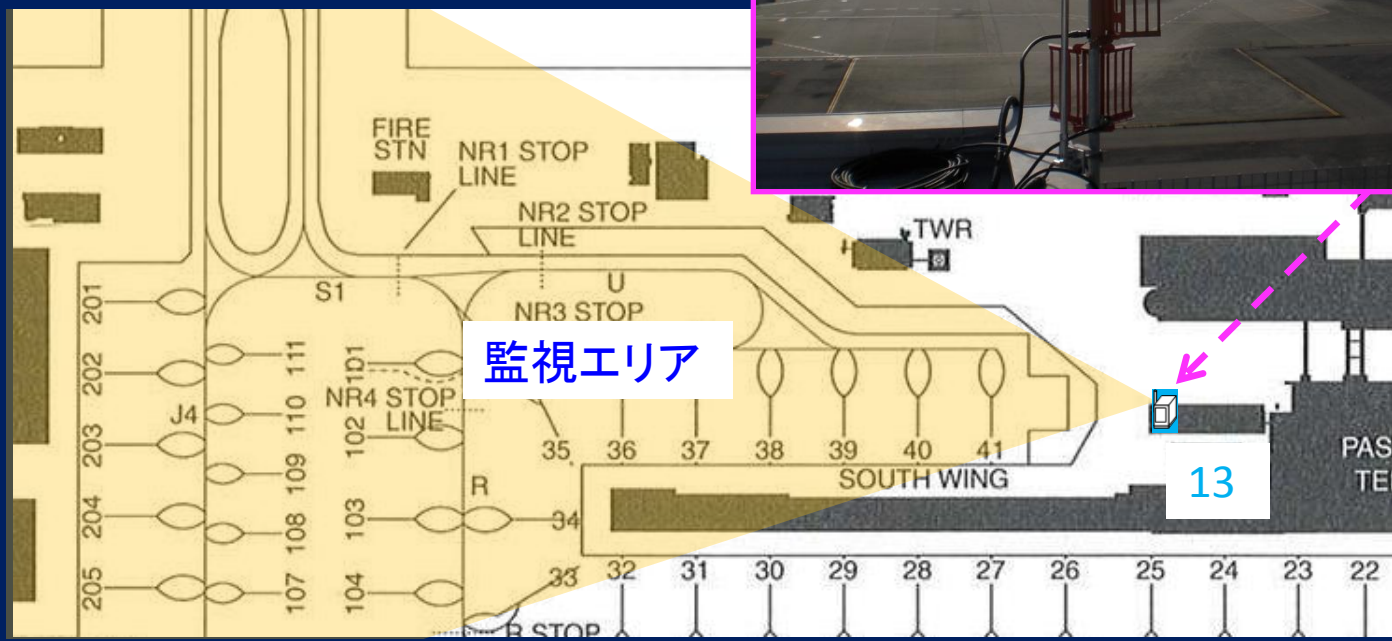 FIRE
STN
NR1 STOP
LINE
NR2 STOP
LINE
TWR
S1
U
NR3 STOP
監視エリア
201
202
203
204
205
J4
111
110
109
108
107
101
NR4 STOP
LINE
102
103
104
R
35
36
37
38
39
40
41
SOUTH WING
34
33
32
31
30
29
28
27
26
25
24
23
22
13
PAS
TE
R STOP